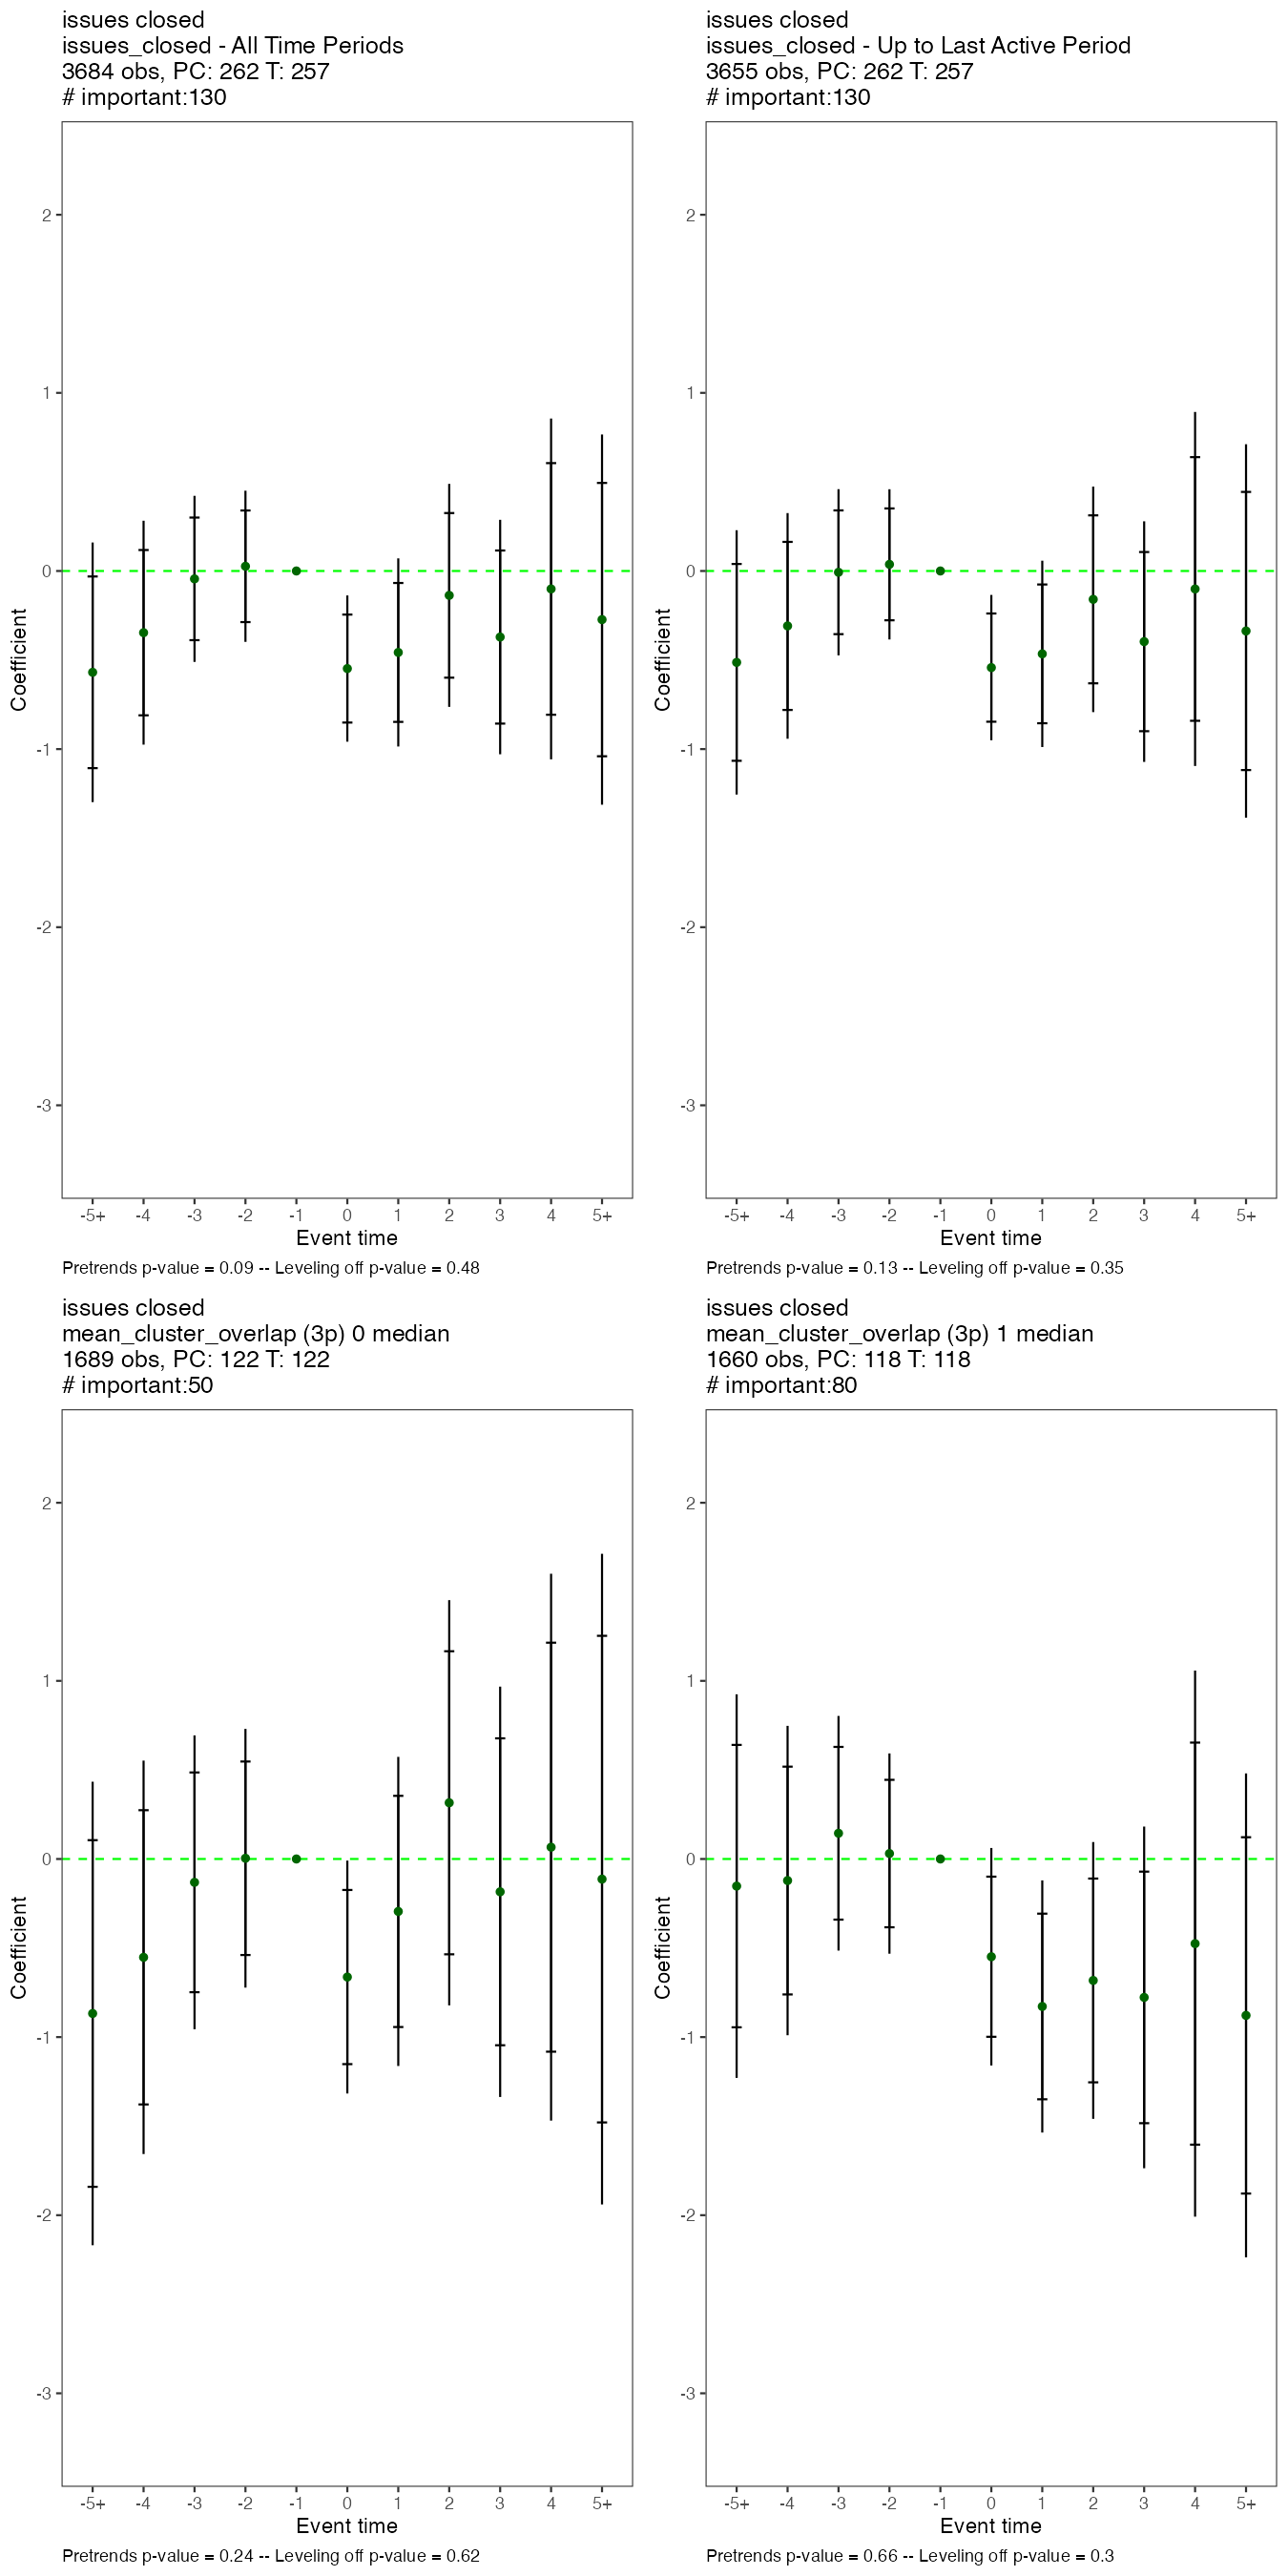 issues closed
issues_closed - All Time Periods
3684 obs, PC: 262 T: 257
# important:130
2
1
0
-1
-2
-3
Coefficient
-5+ -4 -3 -2 -1 0 1 2 3 4 5+
Event time
Pretrends p-value = 0.09 -- Leveling off p-value = 0.48
issues closed
issues_closed - Up to Last Active Period
3655 obs, PC: 262 T: 257
# important:130
2
1
0
-1
-2
-3
Coefficient
-5+ -4 -3 -2 -1 0 1 2 3 4 5+
Event time
Pretrends p-value = 0.13 -- Leveling off p-value = 0.35
issues closed
mean_cluster_overlap (3p) 0 median
1689 obs, PC: 122 T: 122
# important:50
2
1
0
-1
-2
-3
Coefficient
-5+ -4 -3 -2 -1 0 1 2 3 4 5+
Event time
Pretrends p-value = 0.24 -- Leveling off p-value = 0.62
issues closed
mean_cluster_overlap (3p) 1 median
1660 obs, PC: 118 T: 118
# important:80
2
1
0
-1
-2
-3
Coefficient
-5+ -4 -3 -2 -1 0 1 2 3 4 5+
Event time
Pretrends p-value = 0.66 -- Leveling off p-value = 0.3